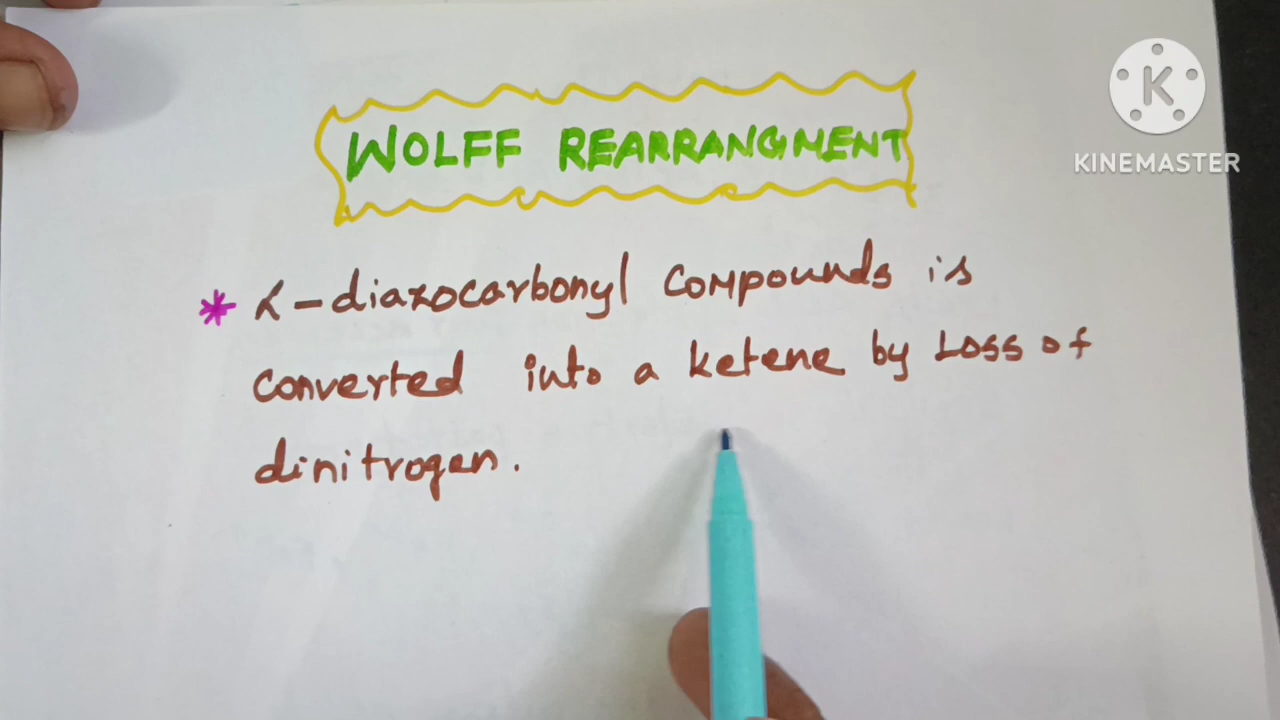 WOLFF REARRANGMENT
* α-diazocarbonyl compounds is
converted into a ketene by Loss of
dinitrogen.
KINEMASTER